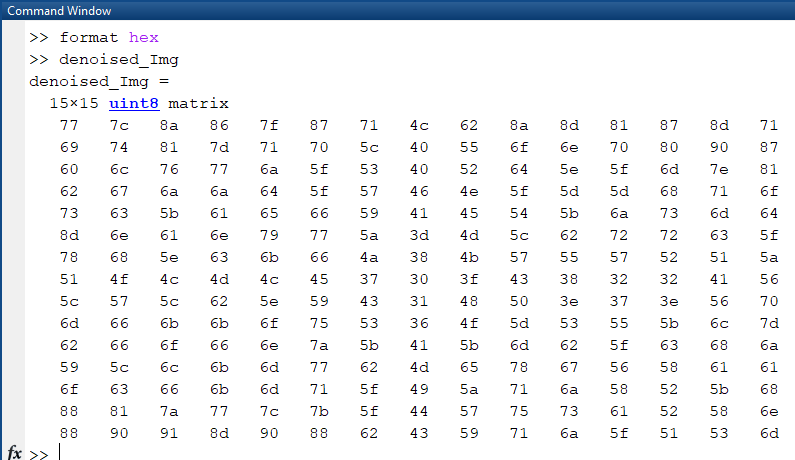 Command Window
>> format hex
>> denoised_Img
denoised_Img =
15×15 uint8 matrix
77 7c 8a 86 7f 87 71 4c 62 8a 8d 81 87 8d 71
69 74 81 7d 71 70 5c 40 55 6f 6e 70 80 90 87
60 6c 76 77 6a 5f 53 40 52 64 5e 5f 6d 7e 81
62 67 6a 6a 64 5f 57 46 4e 5f 5d 5d 68 71 6f
73 63 5b 61 65 66 59 41 45 54 5b 6a 73 6d 64
8d 6e 61 6e 79 77 5a 3d 4d 5c 62 72 72 63 5f
78 68 5e 63 6b 66 4a 38 4b 57 55 57 52 51 5a
51 4f 4c 4d 4c 45 37 30 3f 43 38 32 32 41 56
5c 57 5c 62 5e 59 43 31 48 50 3e 37 3e 56 70
6d 66 6b 6b 6f 75 53 36 4f 5d 53 55 5b 6c 7d
62 66 6f 66 6e 7a 5b 41 5b 6d 62 5f 63 68 6a
59 5c 6c 6b 6d 77 62 4d 65 78 67 56 58 61 61
6f 63 66 6b 6d 71 5f 49 5a 71 6a 58 52 5b 68
88 81 7a 77 7c 7b 5f 44 57 75 73 61 52 58 6e
88 90 91 8d 90 88 62 43 59 71 6a 5f 51 53 6d
fx >>